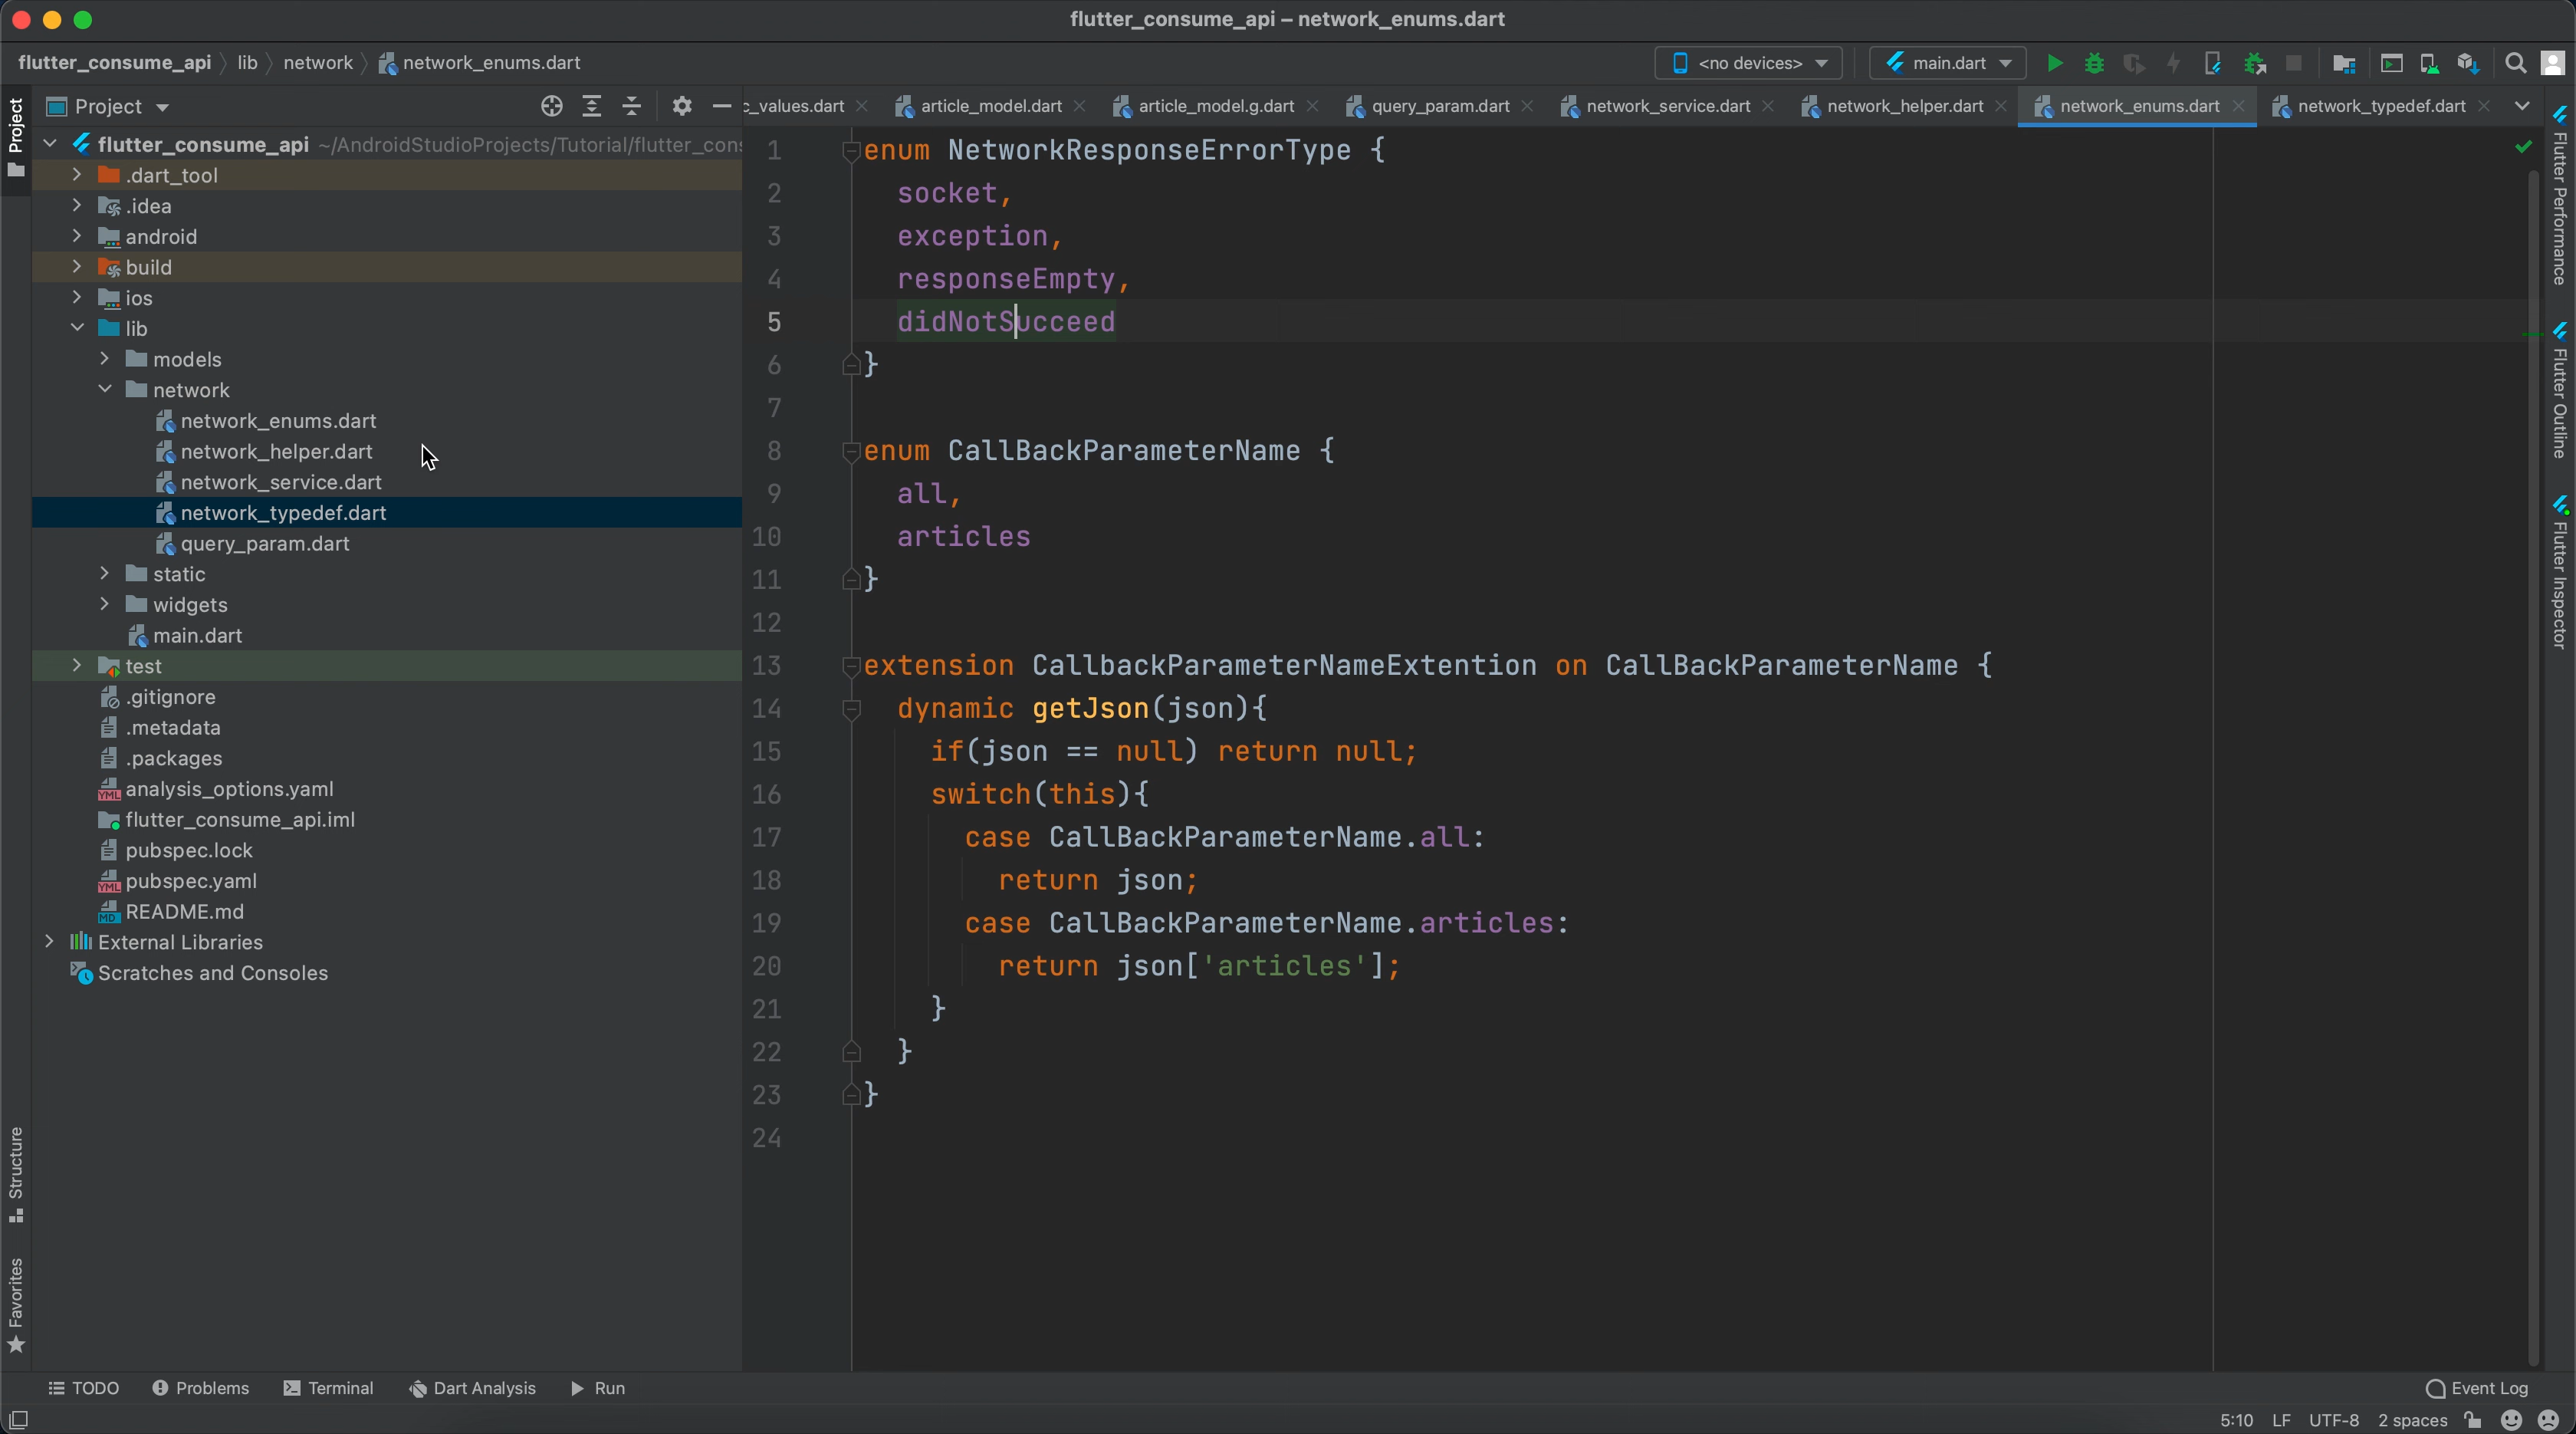 flutter_consume_api – network_enums.dart
flutter_consume_api lib network network_enums.dart
<no devices> main.dart
Project
c_values.dart article_model.dart article_model.g.dart query_param.dart network_service.dart network_helper.dart network_enums.dart network_typedef.dart
Project
flutter_consume_api ~/AndroidStudioProjects/Tutorial/flutter_cons
.dart_tool
.idea
android
build
ios
lib
models
network
network_enums.dart
network_helper.dart
network_service.dart
network_typedef.dart
query_param.dart
static
widgets
main.dart
test
.gitignore
.metadata
.packages
analysis_options.yaml
flutter_consume_api.iml
pubspec.lock
pubspec.yaml
README.md
External Libraries
Scratches and Consoles
Structure
Favorites
1 enum NetworkResponseErrorType {
2 socket,
3 exception,
4 responseEmpty,
5 didNotSucceed
6 }
7
8 enum CallBackParameterName {
9 all,
10 articles
11 }
12
13 extension CallbackParameterNameExtention on CallBackParameterName {
14 dynamic getJson(json){
15 if(json == null) return null;
16 switch(this){
17 case CallBackParameterName.all:
18 return json;
19 case CallBackParameterName.articles:
20 return json['articles'];
21 }
22 }
23 }
24
Flutter Performance
Flutter Outline
Flutter Inspector
TODO Problems Terminal Dart Analysis Run Event Log
5:10 LF UTF-8 2 spaces